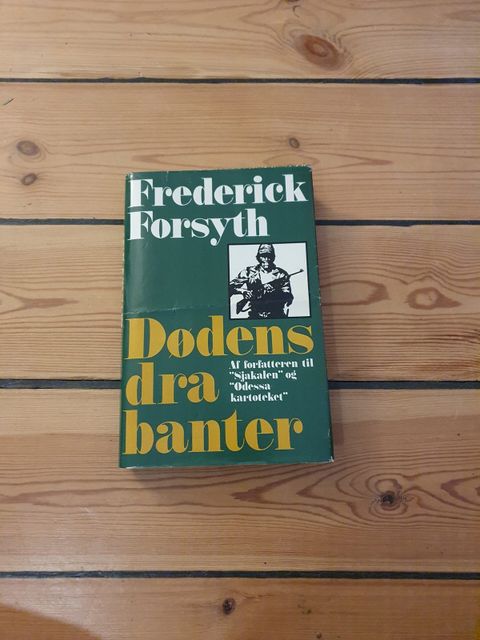 Frederick
Forsyth
Dødens
dra
banter
Af forfatteren til
"Sjakalen" og
"Odessa
kartoteket"